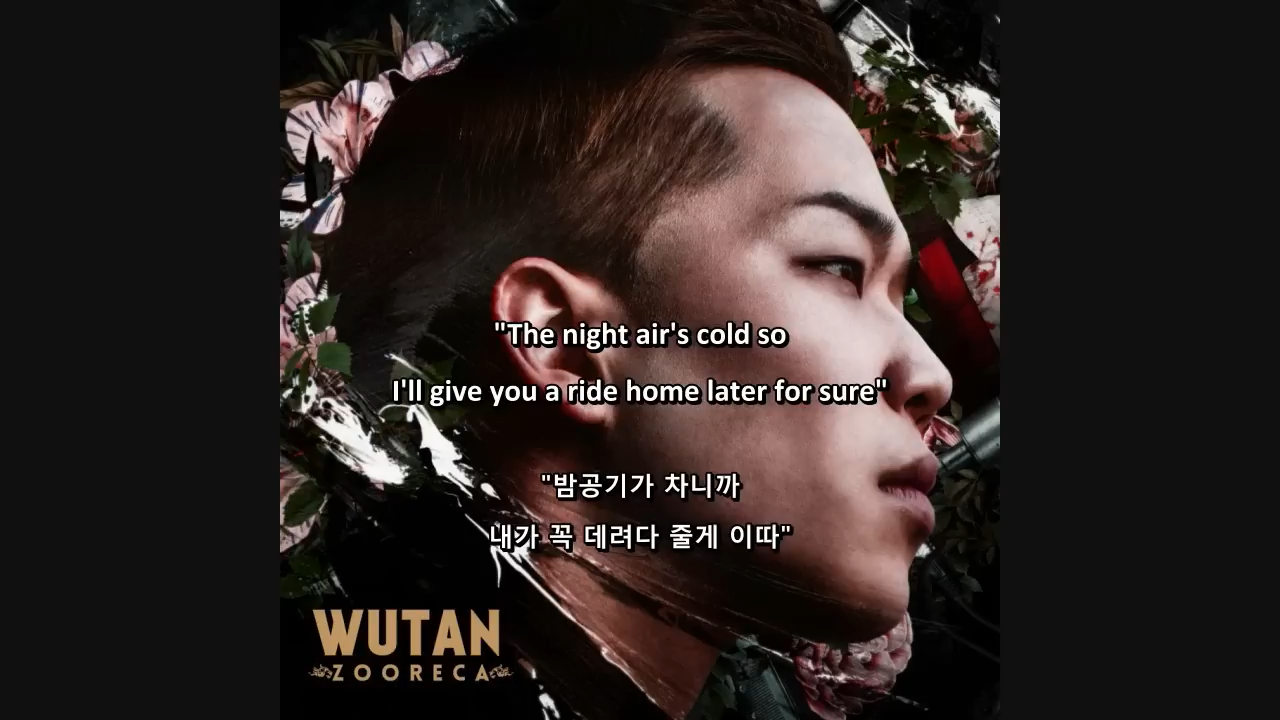 "The night air's cold so
I'll give you a ride home later for sure"
"밤공기가 차니까
내가 꼭 데려다 줄게 이따"
WUTAN
ZOORECA